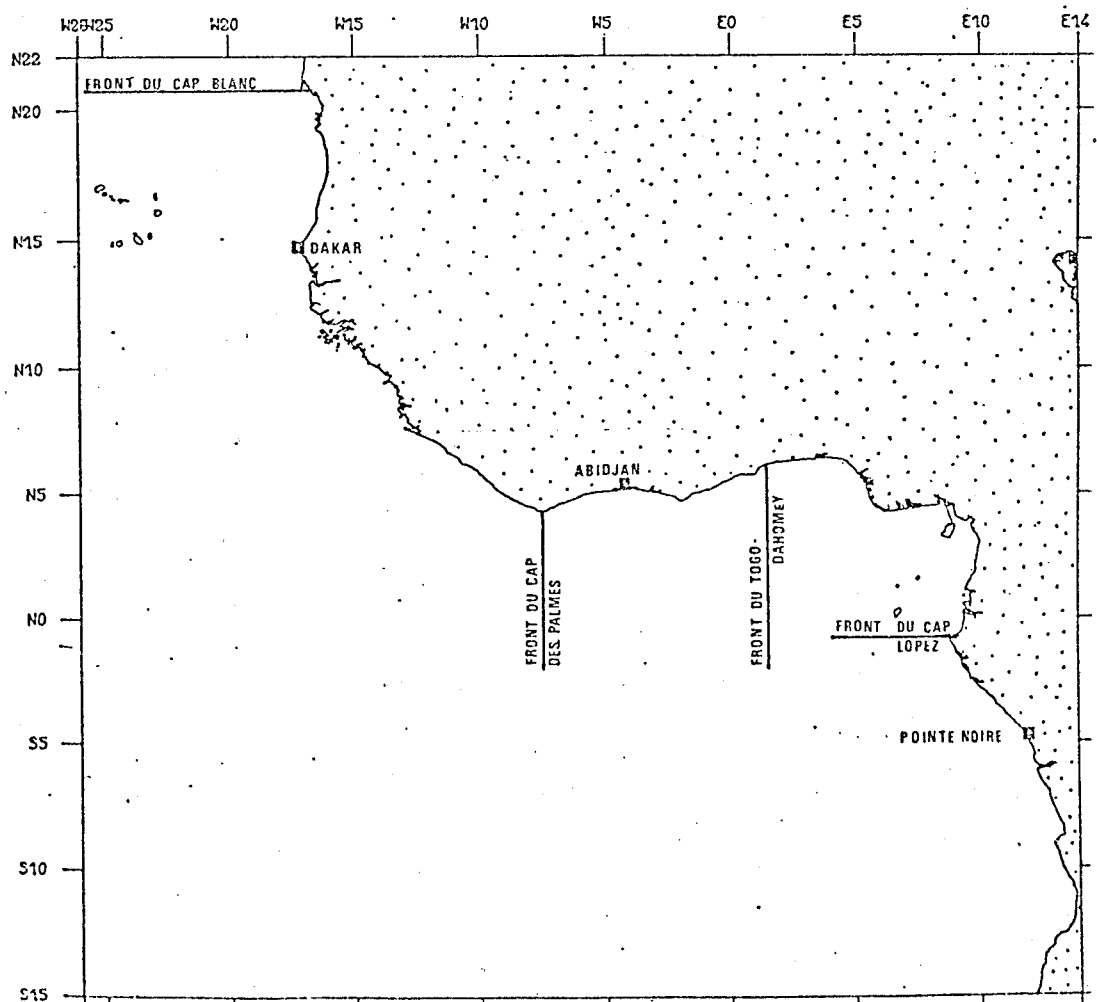 W26 W25 W20 W15 W10 W5 E0 E5 E10 E14
N22
FRONT DU CAP BLANC
N20
N15
DAKAR
N10
ABIDJAN
N5
FRONT DU CAP
DES PALMES
FRONT DU TOGO-
DAHOMEY
N0
FRONT DU CAP
LOPEZ
S5
POINTE NOIRE
S10
S15